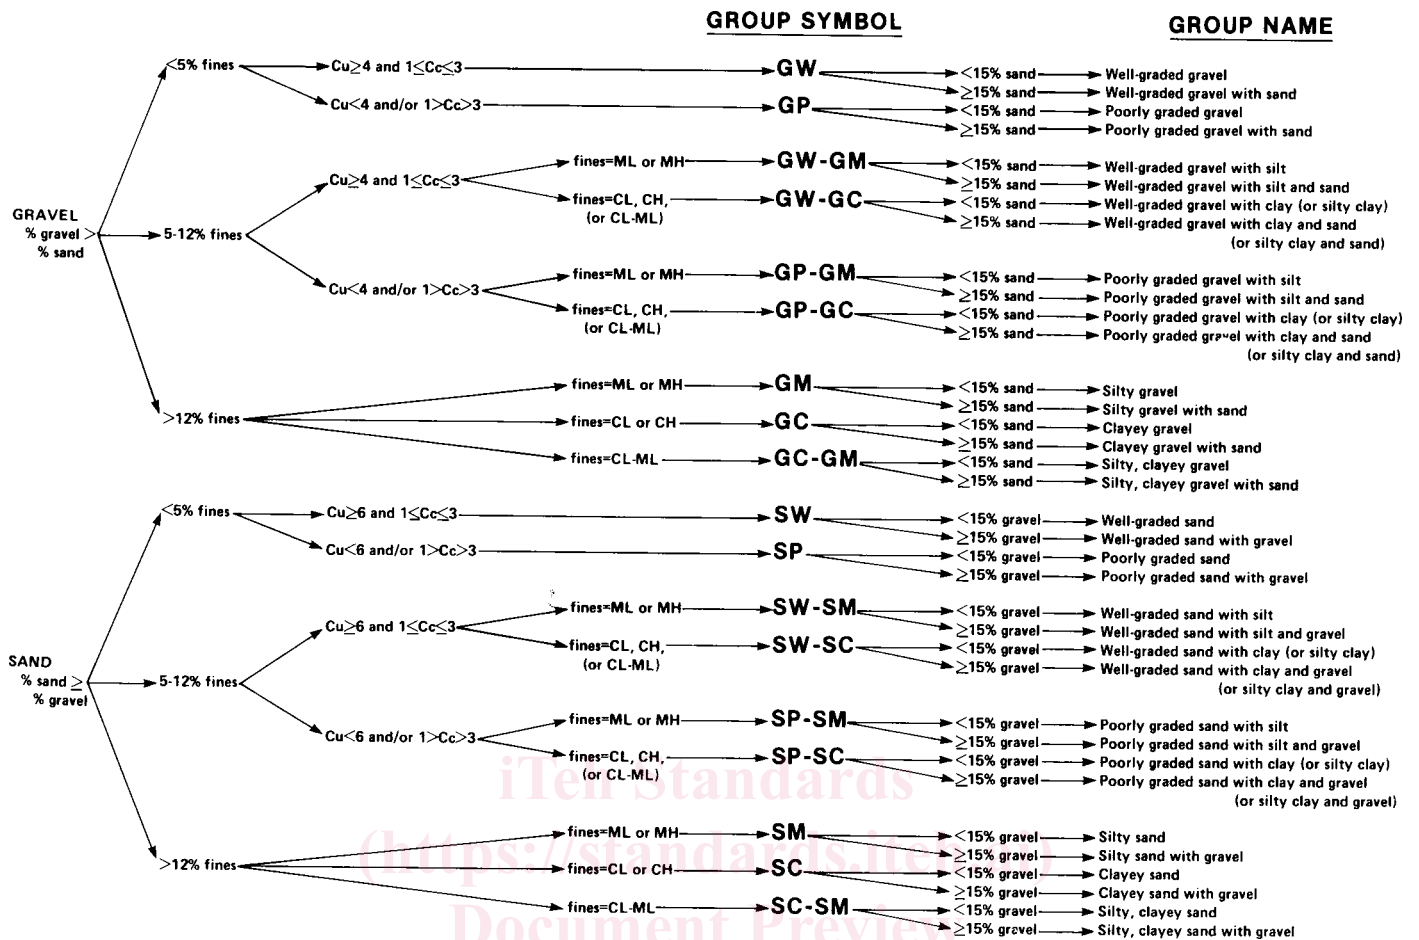 GROUP SYMBOL GROUP NAME
<5% fines Cu≥4 and 1≤Cc≤3 GW <15% sand Well-graded gravel
≥15% sand Well-graded gravel with sand
Cu<4 and/or 1>Cc>3 GP <15% sand Poorly graded gravel
≥15% sand Poorly graded gravel with sand
fines=ML or MH GW-GM <15% sand Well-graded gravel with silt
Cu≥4 and 1≤Cc≤3 ≥15% sand Well-graded gravel with silt and sand
fines=CL, CH, GW-GC <15% sand Well-graded gravel with clay (or silty clay)
(or CL-ML) ≥15% sand Well-graded gravel with clay and sand
(or silty clay and sand)
GRAVEL
% gravel > 5-12% fines
% sand
fines=ML or MH GP-GM <15% sand Poorly graded gravel with silt
Cu<4 and/or 1>Cc>3 ≥15% sand Poorly graded gravel with silt and sand
fines=CL, CH, GP-GC <15% sand Poorly graded gravel with clay (or silty clay)
(or CL-ML) ≥15% sand Poorly graded gravel with clay and sand
(or silty clay and sand)
fines=ML or MH GM <15% sand Silty gravel
≥15% sand Silty gravel with sand
>12% fines fines=CL or CH GC <15% sand Clayey gravel
≥15% sand Clayey gravel with sand
fines=CL-ML GC-GM <15% sand Silty, clayey gravel
≥15% sand Silty, clayey gravel with sand
<5% fines Cu≥6 and 1≤Cc≤3 SW <15% gravel Well-graded sand
≥15% gravel Well-graded sand with gravel
Cu<6 and/or 1>Cc>3 SP <15% gravel Poorly graded sand
≥15% gravel Poorly graded sand with gravel
fines=ML or MH SW-SM <15% gravel Well-graded sand with silt
Cu≥6 and 1≤Cc≤3 ≥15% gravel Well-graded sand with silt and gravel
fines=CL, CH, SW-SC <15% gravel Well-graded sand with clay (or silty clay)
(or CL-ML) ≥15% gravel Well-graded sand with clay and gravel
(or silty clay and gravel)
SAND
% sand ≥ 5-12% fines
% gravel
fines=ML or MH SP-SM <15% gravel Poorly graded sand with silt
Cu<6 and/or 1>Cc>3 ≥15% gravel Poorly graded sand with silt and gravel
fines=CL, CH, SP-SC <15% gravel Poorly graded sand with clay (or silty clay)
(or CL-ML) ≥15% gravel Poorly graded sand with clay and gravel
(or silty clay and gravel)
iTeh Standards
fines=ML or MH SM <15% gravel Silty sand
≥15% gravel Silty sand with gravel
(https://standards.iteh.ai)
>12% fines fines=CL or CH SC <15% gravel Clayey sand
≥15% gravel Clayey sand with gravel
fines=CL-ML SC-SM <15% gravel Silty, clayey sand
≥15% gravel Silty, clayey sand with gravel
Document Preview